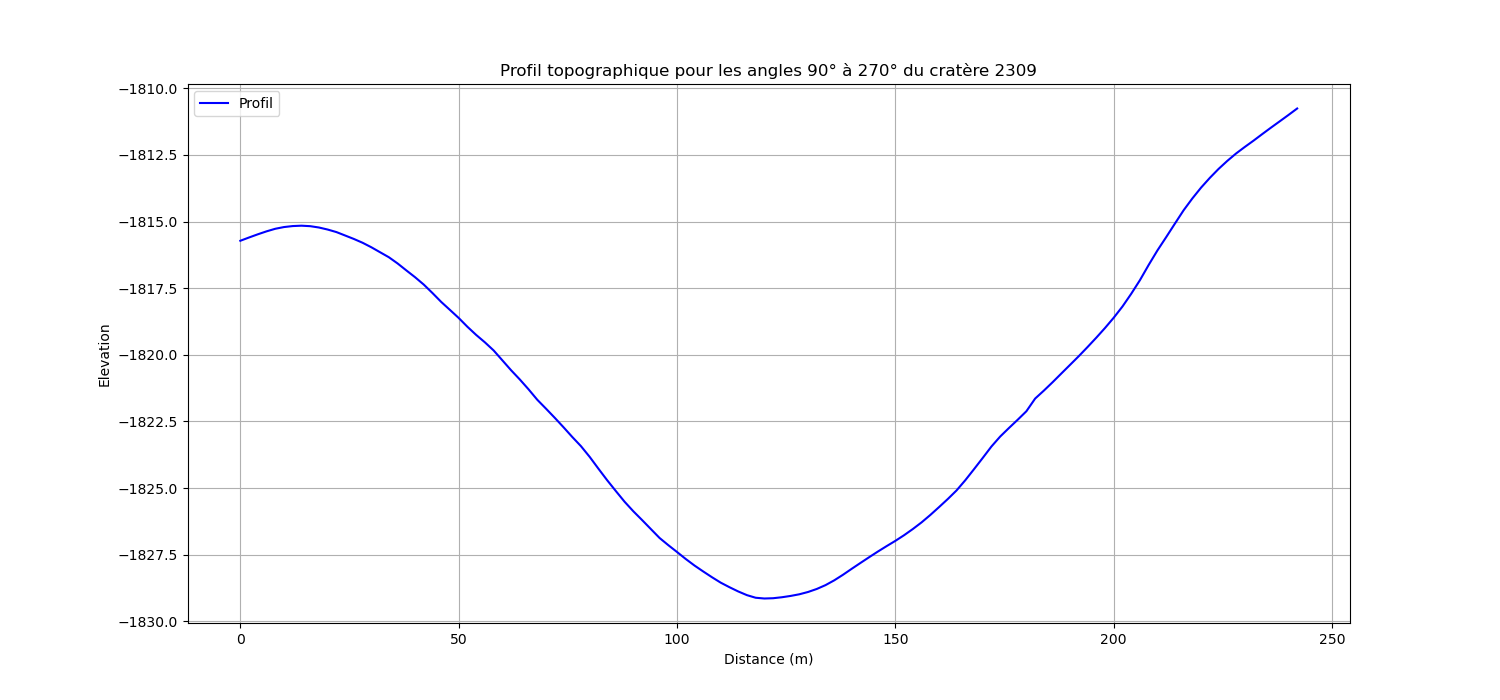 Profil topographique pour les angles 90° à 270° du cratère 2309
Profil
Elevation
−1810.0
−1812.5
−1815.0
−1817.5
−1820.0
−1822.5
−1825.0
−1827.5
−1830.0
0 50 100 150 200 250
Distance (m)